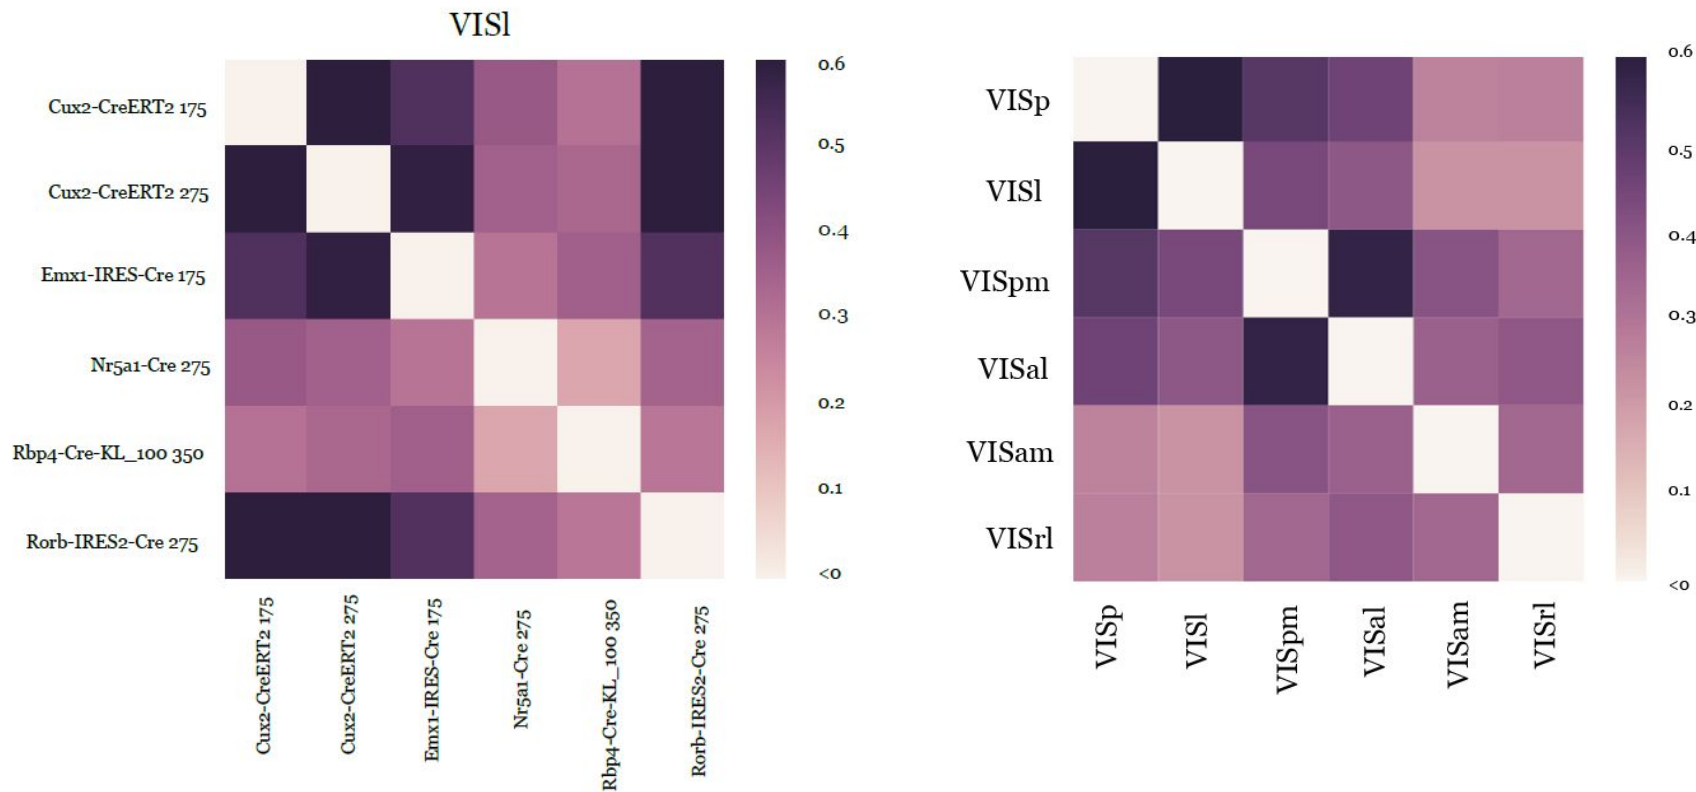 VISl
Cux2-CreERT2 175
Cux2-CreERT2 275
Emx1-IRES-Cre 175
Nr5a1-Cre 275
Rbp4-Cre-KL_100 350
Rorb-IRES2-Cre 275
0.6
0.5
0.4
0.3
0.2
0.1
<0
Cux2-CreERT2 175
Cux2-CreERT2 275
Emx1-IRES-Cre 175
Nr5a1-Cre 275
Rbp4-Cre-KL_100 350
Rorb-IRES2-Cre 275
VISp
VISl
VISpm
VISal
VISam
VISrl
0.6
0.5
0.4
0.3
0.2
0.1
<0
VISp
VISl
VISpm
VISal
VISam
VISrl